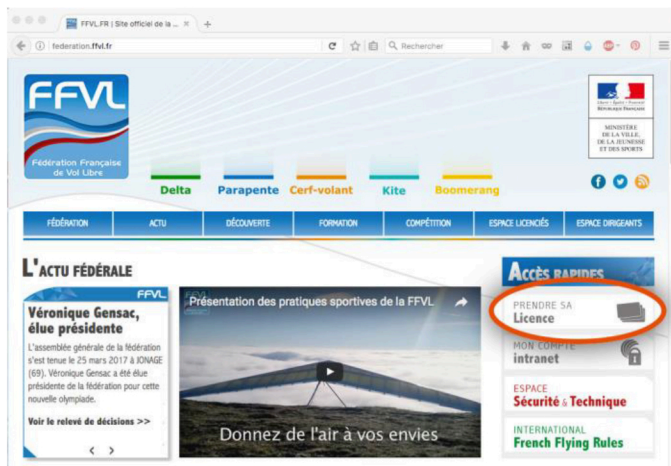 FFVL.FR | Site officiel de la ...
federation.ffvl.fr
Rechercher
FFVL
Fédération Française
de Vol Libre
Liberté • Égalité • Fraternité
RÉPUBLIQUE FRANÇAISE
MINISTÈRE
DE LA VILLE,
DE LA JEUNESSE
ET DES SPORTS
Delta Parapente Cerf-volant Kite Boomerang
FÉDÉRATION ACTU DÉCOUVERTE FORMATION COMPÉTITION ESPACE LICENCIÉS ESPACE DIRIGEANTS
L'ACTU FÉDÉRALE
FFVL
Véronique Gensac,
élue présidente
L'assemblée générale de la fédération
s'est tenue le 25 mars 2017 à JONAGE
(69). Véronique Gensac a été élue
présidente de la fédération pour cette
nouvelle olympiade.
Voir le relevé de décisions >>
Présentation des pratiques sportives de la FFVL
Donnez de l'air à vos envies
ACCÈS RAPIDES
PRENDRE SA
Licence
MON COMPTE
intranet
ESPACE
Sécurité & Technique
INTERNATIONAL
French Flying Rules